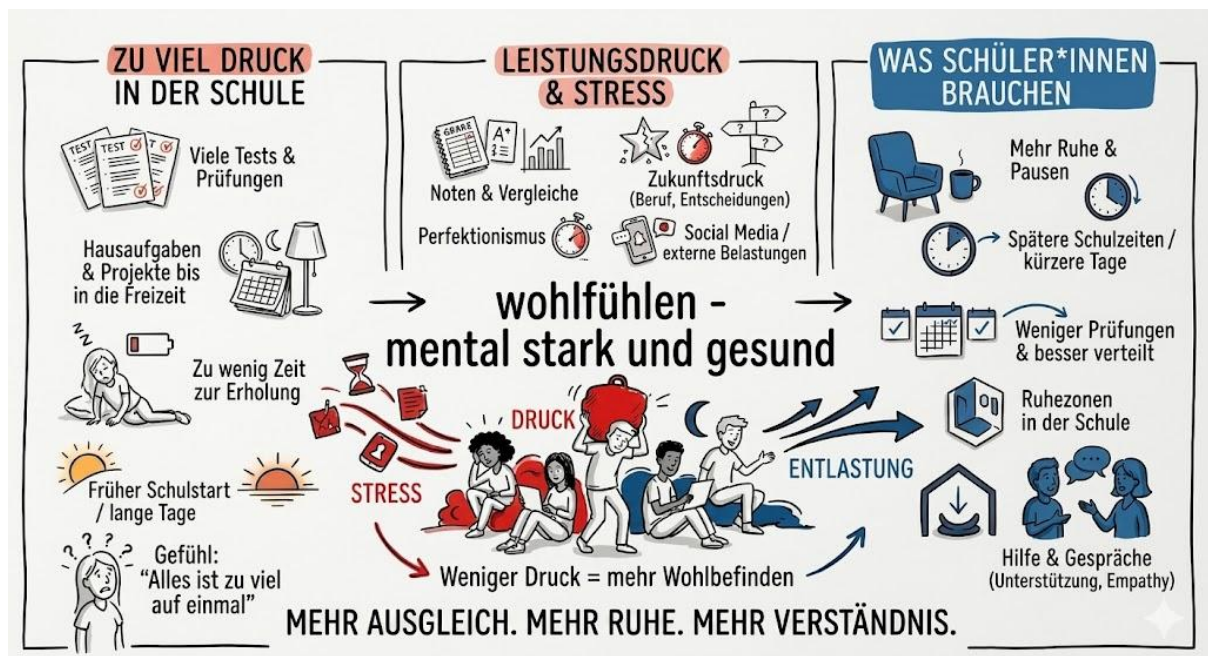 ZU VIEL DRUCK
IN DER SCHULE
TEST
TEST
Viele Tests &
Prüfungen
Hausaufgaben
& Projekte bis
in die Freizeit
zz
Zu wenig Zeit
zur Erholung
Früher Schulstart
/ lange Tage
? ? ? ?
Gefühl:
"Alles ist zu viel
auf einmal"
LEISTUNGSDRUCK
& STRESS
GRARE
A+
Noten & Vergleiche
? ? ?
Zukunftsdruck
(Beruf, Entscheidungen)
Perfektionismus
Social Media /
externe Belastungen
wohlfühlen -
mental stark und gesund
DRUCK
STRESS
ENTLASTUNG
Weniger Druck = mehr Wohlbefinden
WAS SCHÜLER*INNEN
BRAUCHEN
Mehr Ruhe &
Pausen
Spätere Schulzeiten /
kürzere Tage
Weniger Prüfungen
& besser verteilt
Ruhezonen
in der Schule
Hilfe & Gespräche
(Unterstützung, Empathy)
MEHR AUSGLEICH. MEHR RUHE. MEHR VERSTÄNDNIS.